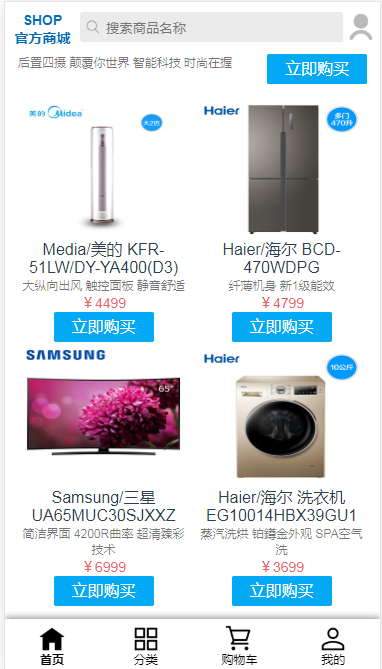 SHOP
官方商城
搜索商品名称
后置四摄 颠覆你世界 智能科技 时尚在握
立即购买
美的 Midea
大2匹
Haier
多门
470升
Media/美的 KFR-
51LW/DY-YA400(D3)
大纵向出风 触控面板 静音舒适
￥4499
立即购买
Haier/海尔 BCD-
470WDPG
纤薄机身 新1级能效
￥4799
立即购买
SAMSUNG
65"
Haier
10公斤
Samsung/三星
UA65MUC30SJXXZ
简洁界面 4200R曲率 超清臻彩
技术
￥6999
立即购买
Haier/海尔 洗衣机
EG10014HBX39GU1
蒸汽洗烘 铂鐏金外观 SPA空气
洗
￥3699
立即购买
首页
分类
购物车
我的